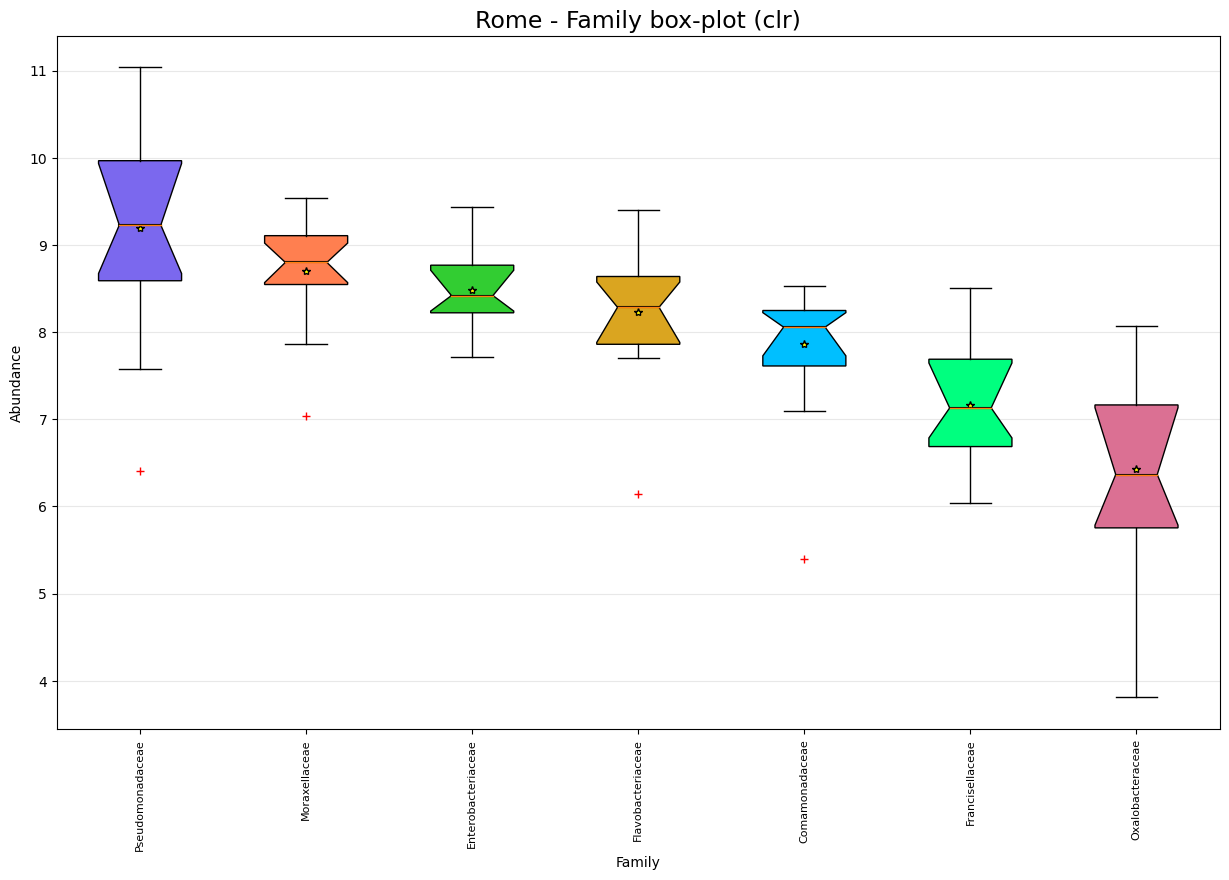 Rome - Family box-plot (clr)
Abundance
11
10
9
8
7
6
5
4
Pseudomonadaceae
Moraxellaceae
Enterobacteriaceae
Flavobacteriaceae
Comamonadaceae
Francisellaceae
Oxalobacteraceae
Family